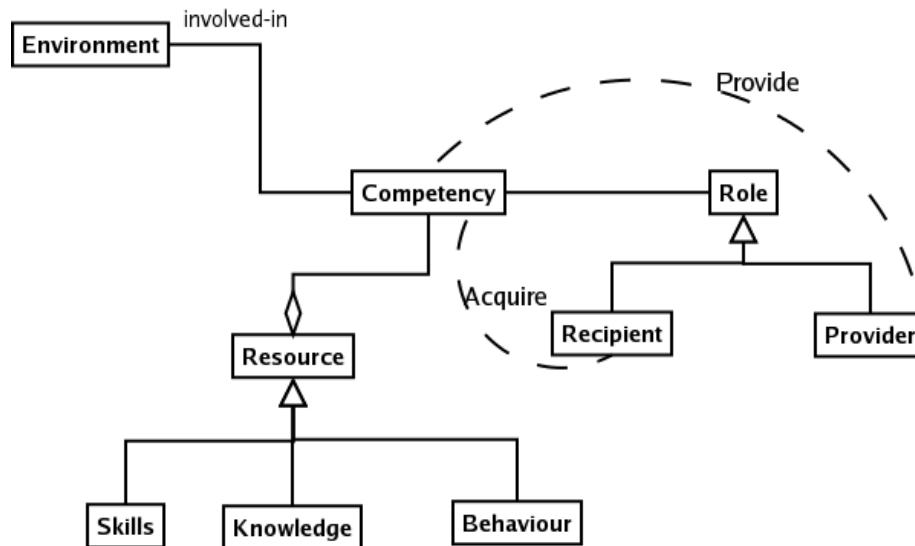 involved-in
Environment
Provide
Competency
Role
Acquire
Recipient
Provider
Resource
Skills
Knowledge
Behaviour